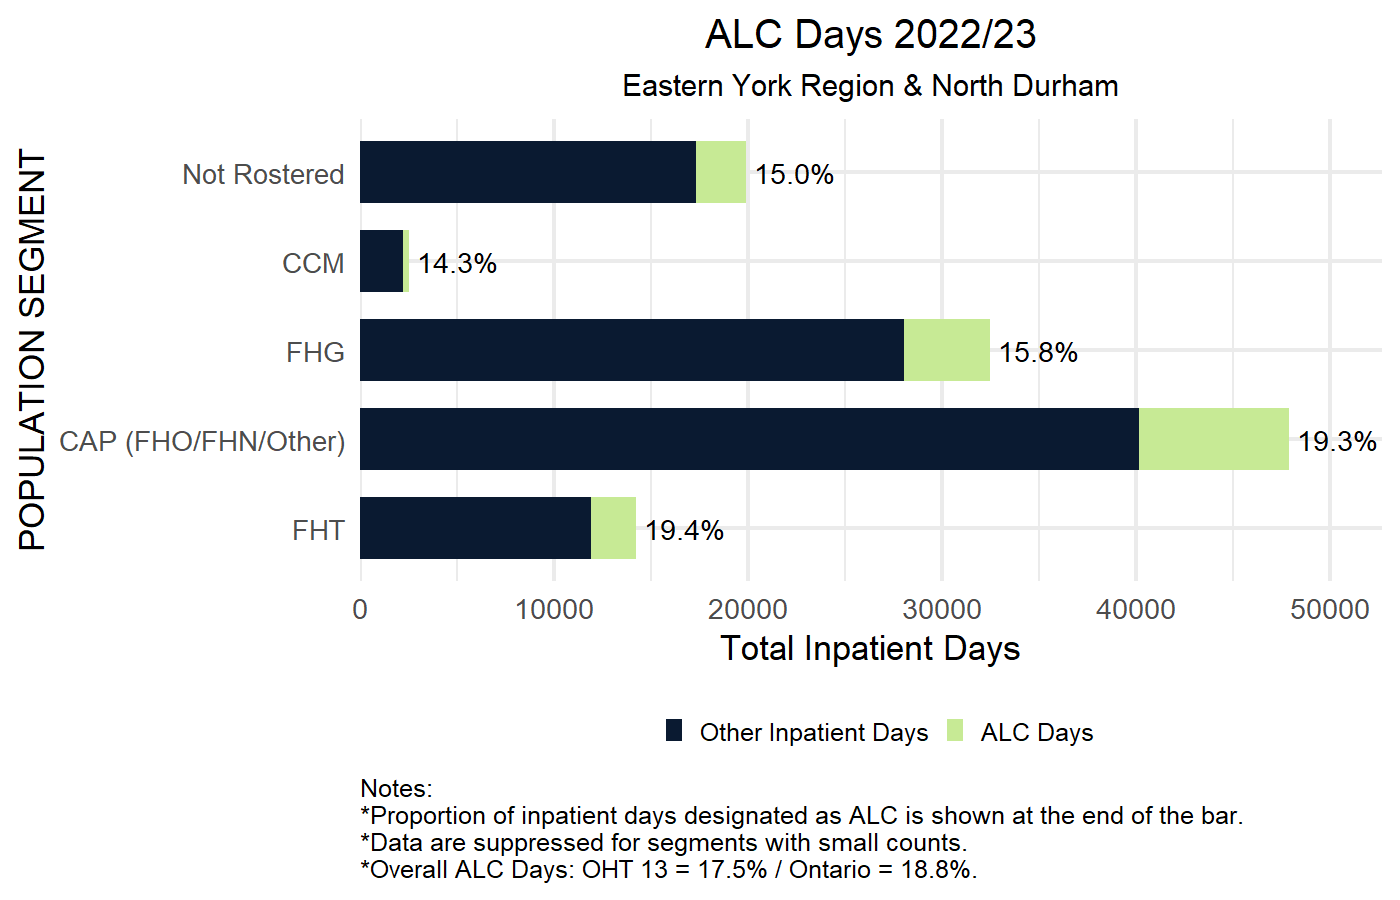 ALC Days 2022/23
Eastern York Region & North Durham
POPULATION SEGMENT
Not Rostered
15.0%
CCM
14.3%
FHG
15.8%
CAP (FHO/FHN/Other)
19.3%
FHT
19.4%
0 10000 20000 30000 40000 50000
Total Inpatient Days
Other Inpatient Days ALC Days
Notes:
*Proportion of inpatient days designated as ALC is shown at the end of the bar.
*Data are suppressed for segments with small counts.
*Overall ALC Days: OHT 13 = 17.5% / Ontario = 18.8%.